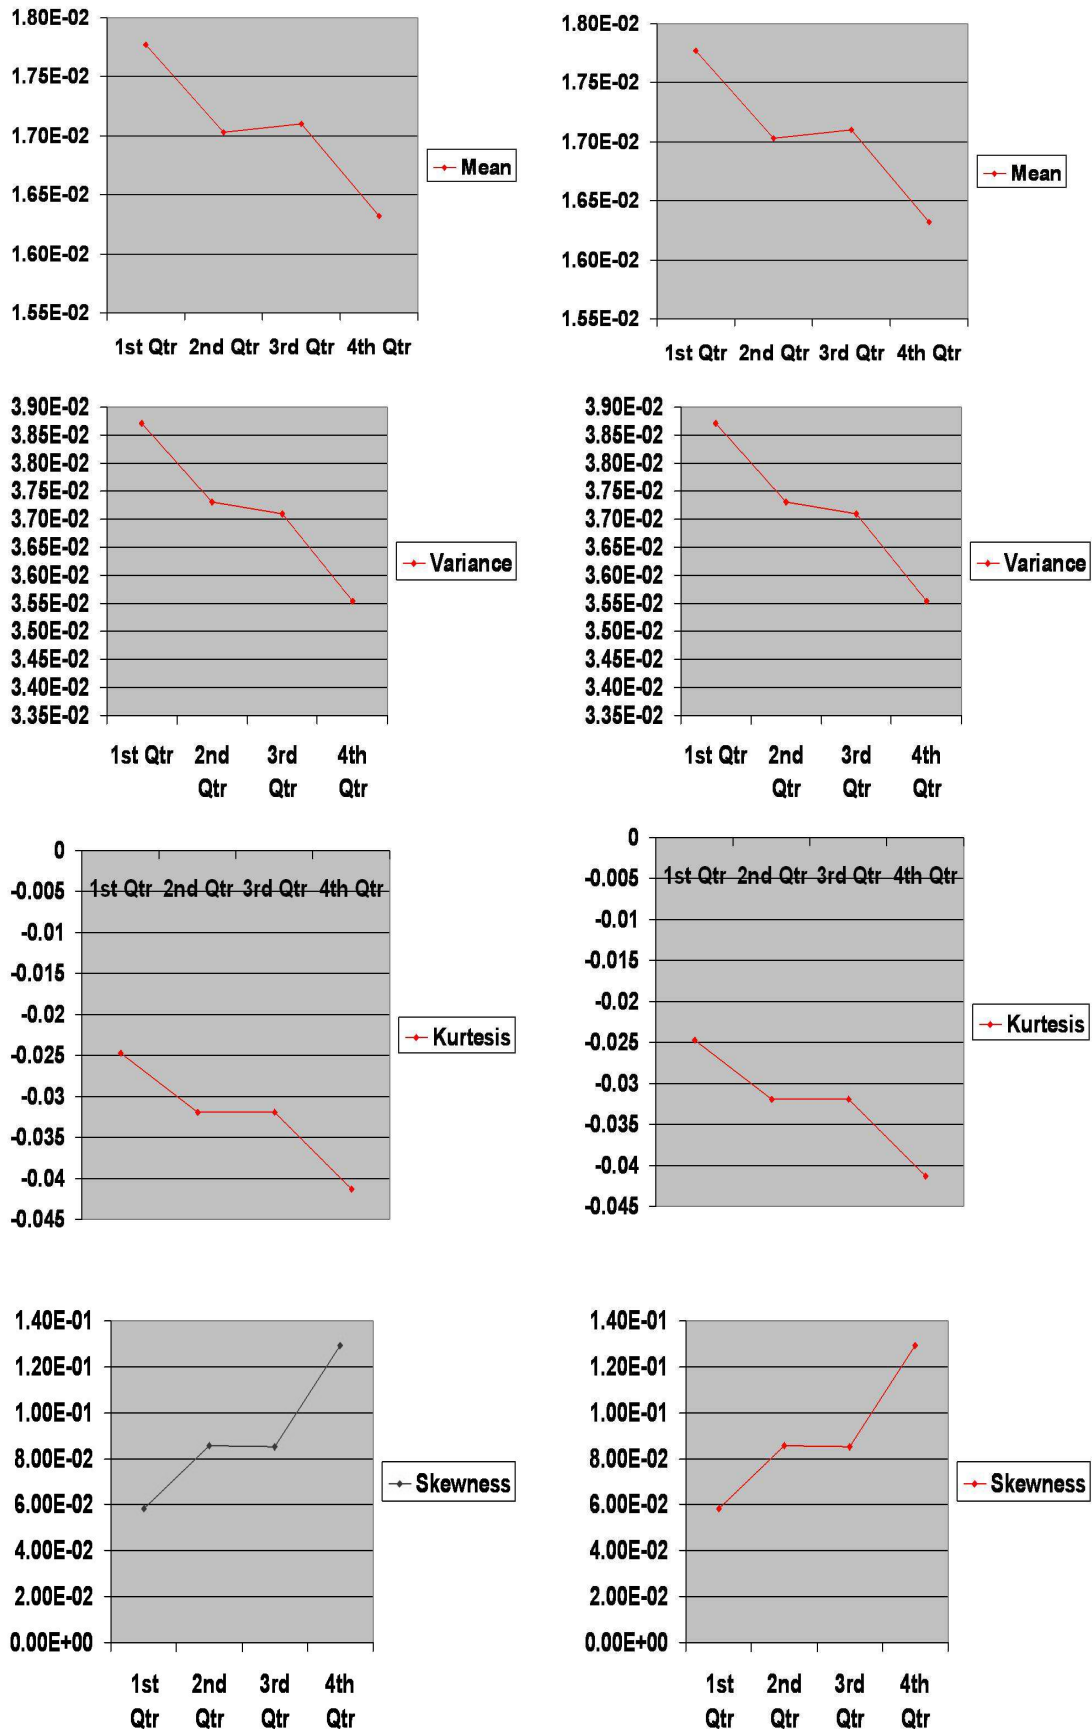 1.80E-02
1.75E-02
1.70E-02
1.65E-02
1.60E-02
1.55E-02
1st Qtr 2nd Qtr 3rd Qtr 4th Qtr
Mean
1.80E-02
1.75E-02
1.70E-02
1.65E-02
1.60E-02
1.55E-02
1st Qtr 2nd Qtr 3rd Qtr 4th Qtr
Mean
3.90E-02
3.85E-02
3.80E-02
3.75E-02
3.70E-02
3.65E-02
3.60E-02
3.55E-02
3.50E-02
3.45E-02
3.40E-02
3.35E-02
1st Qtr 2nd 3rd 4th
Qtr Qtr Qtr
Variance
3.90E-02
3.85E-02
3.80E-02
3.75E-02
3.70E-02
3.65E-02
3.60E-02
3.55E-02
3.50E-02
3.45E-02
3.40E-02
3.35E-02
1st Qtr 2nd 3rd 4th
Qtr Qtr Qtr
Variance
0
-0.005
-0.01
-0.015
-0.02
-0.025
-0.03
-0.035
-0.04
-0.045
1st Qtr 2nd Qtr 3rd Qtr 4th Qtr
Kurtesis
0
-0.005
-0.01
-0.015
-0.02
-0.025
-0.03
-0.035
-0.04
-0.045
1st Qtr 2nd Qtr 3rd Qtr 4th Qtr
Kurtesis
1.40E-01
1.20E-01
1.00E-01
8.00E-02
6.00E-02
4.00E-02
2.00E-02
0.00E+00
1st 2nd 3rd 4th
Qtr Qtr Qtr Qtr
Skewness
1.40E-01
1.20E-01
1.00E-01
8.00E-02
6.00E-02
4.00E-02
2.00E-02
0.00E+00
1st 2nd 3rd 4th
Qtr Qtr Qtr Qtr
Skewness